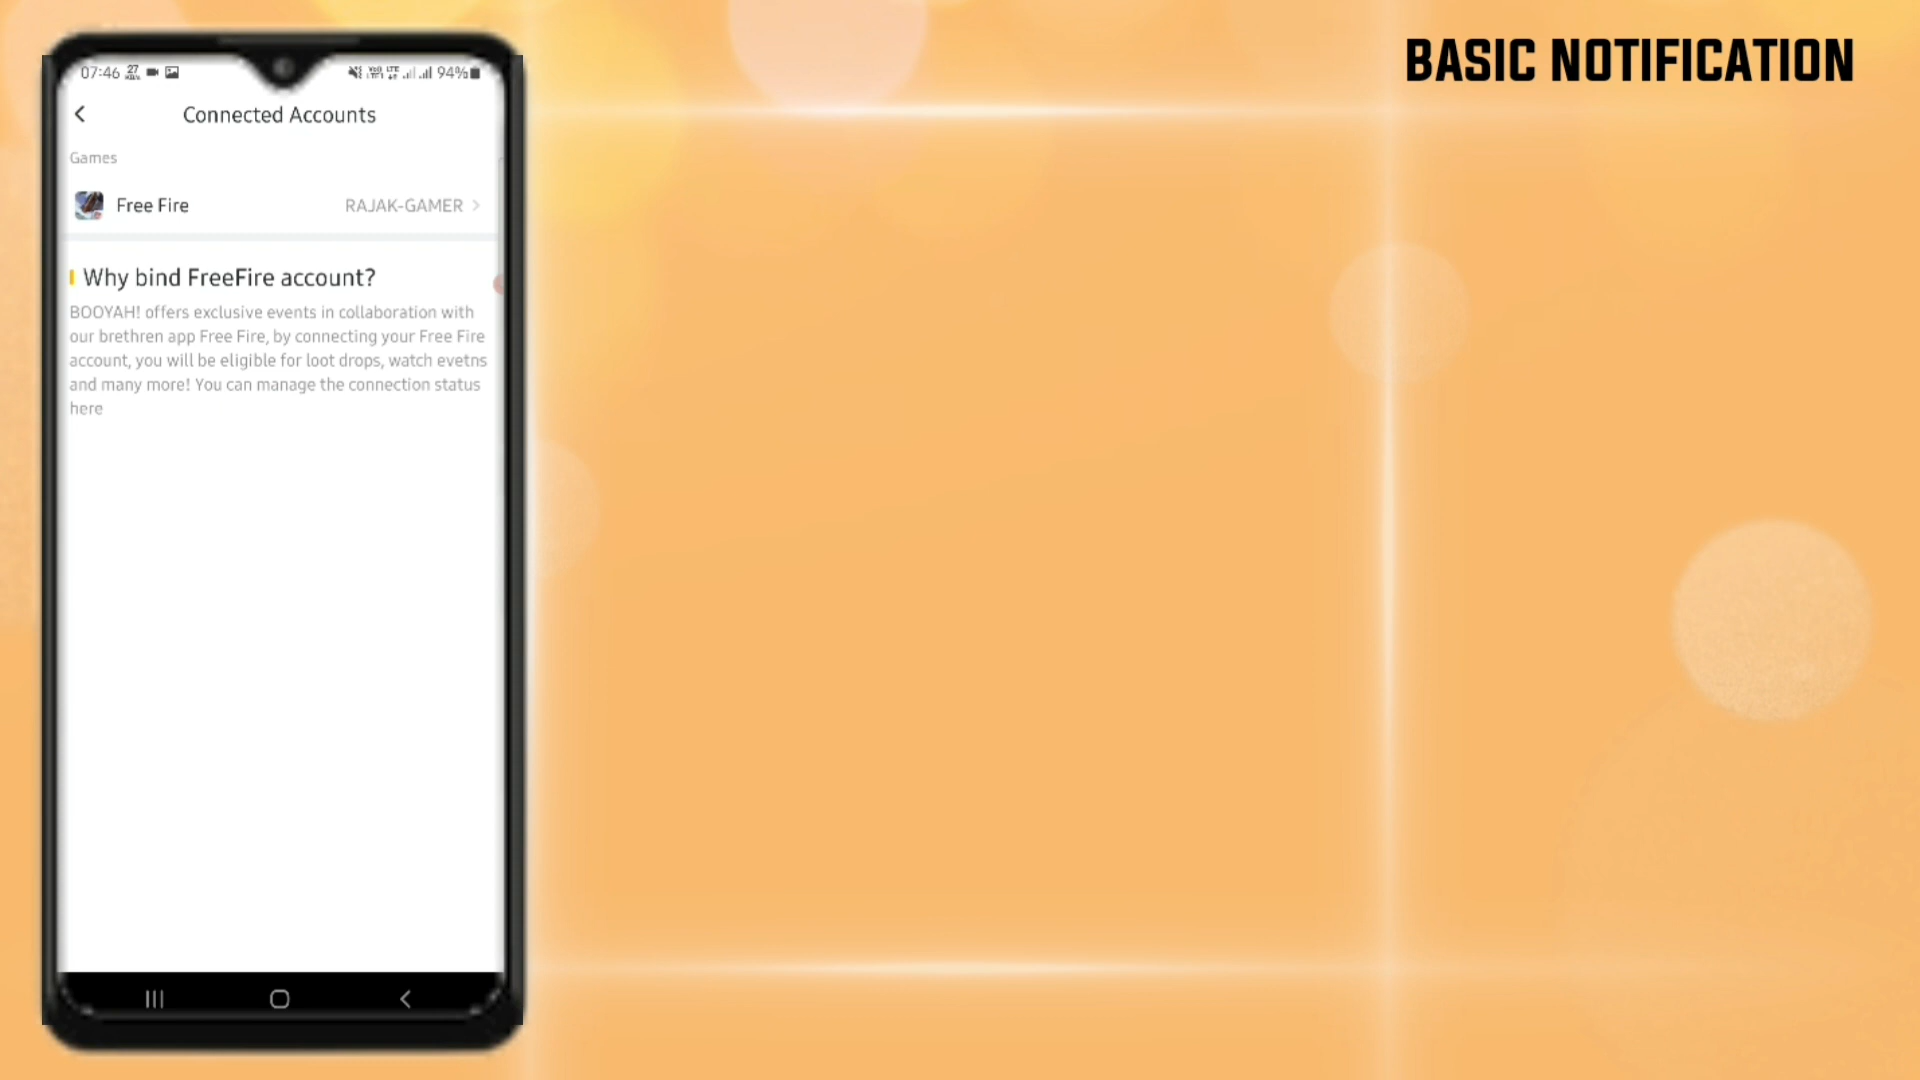 BASIC NOTIFICATION
07:46 27 94%
Connected Accounts
Games
Free Fire RAJAK-GAMER
Why bind FreeFire account?
BOOYAH! offers exclusive events in collaboration with
our brethren app Free Fire, by connecting your Free Fire
account, you will be eligible for loot drops, watch evetns
and many more! You can manage the connection status
here